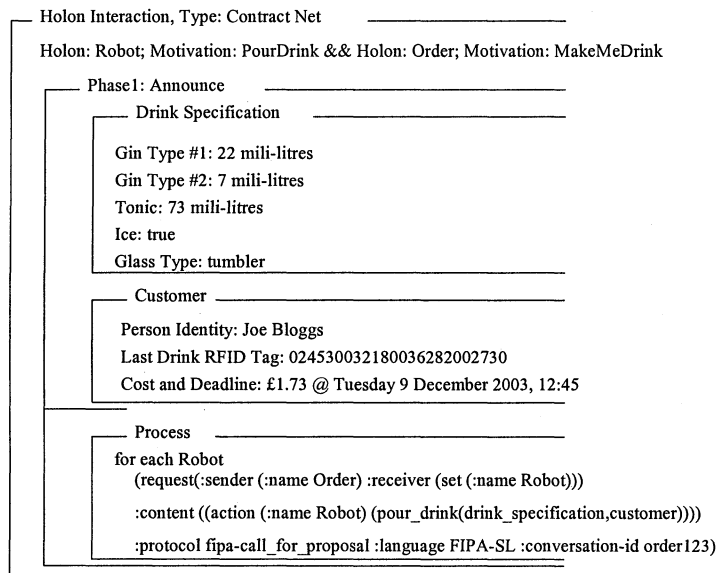 Holon Interaction, Type: Contract Net
Holon: Robot; Motivation: PourDrink && Holon: Order; Motivation: MakeMeDrink
Phase1: Announce
Drink Specification
Gin Type #1: 22 mili-litres
Gin Type #2: 7 mili-litres
Tonic: 73 mili-litres
Ice: true
Glass Type: tumbler
Customer
Person Identity: Joe Bloggs
Last Drink RFID Tag: 024530032180036282002730
Cost and Deadline: £1.73 @ Tuesday 9 December 2003, 12:45
Process
for each Robot
(request(:sender (:name Order) :receiver (set (:name Robot)))
:content ((action (:name Robot) (pour_drink(drink_specification,customer))))
:protocol fipa-call_for_proposal :language FIPA-SL :conversation-id order123)